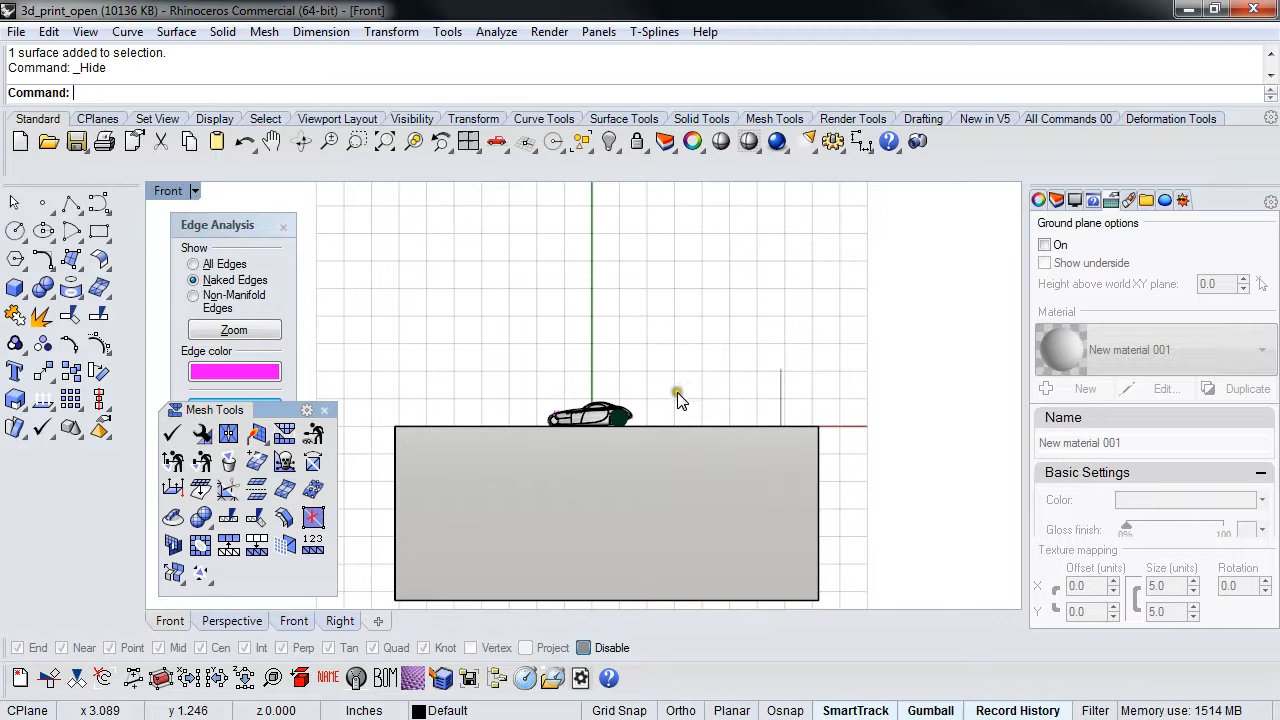 3d_print_open (10136 KB) - Rhinoceros Commercial (64-bit) - [Front]
File Edit View Curve Surface Solid Mesh Dimension Transform Tools Analyze Render Panels T-Splines Help
1 surface added to selection.
Command: _Hide
Command:
Standard CPlanes Set View Display Select Viewport Layout Visibility Transform Curve Tools Surface Tools Solid Tools Mesh Tools Render Tools Drafting New in V5 All Commands 00 Deformation Tools
Front
Edge Analysis
Show
All Edges
Naked Edges
Non-Manifold
Edges
Zoom
Edge color
Mesh Tools
123
Ground plane options
On
Show underside
Height above world XY plane: 0.0
Material
New material 001
New Edit... Duplicate
Name
New material 001
Basic Settings
Color:
Gloss finish: 0% 100
Texture mapping
Offset (units) Size (units) Rotation
X 0.0 5.0 0.0
Y 0.0 5.0
Front Perspective Front Right
End Near Point Mid Cen Int Perp Tan Quad Knot Vertex Project Disable
NAME BOM
CPlane x 3.089 y 1.246 z 0.000 Inches Default Grid Snap Ortho Planar Osnap SmartTrack Gumball Record History Filter Memory use: 1514 MB